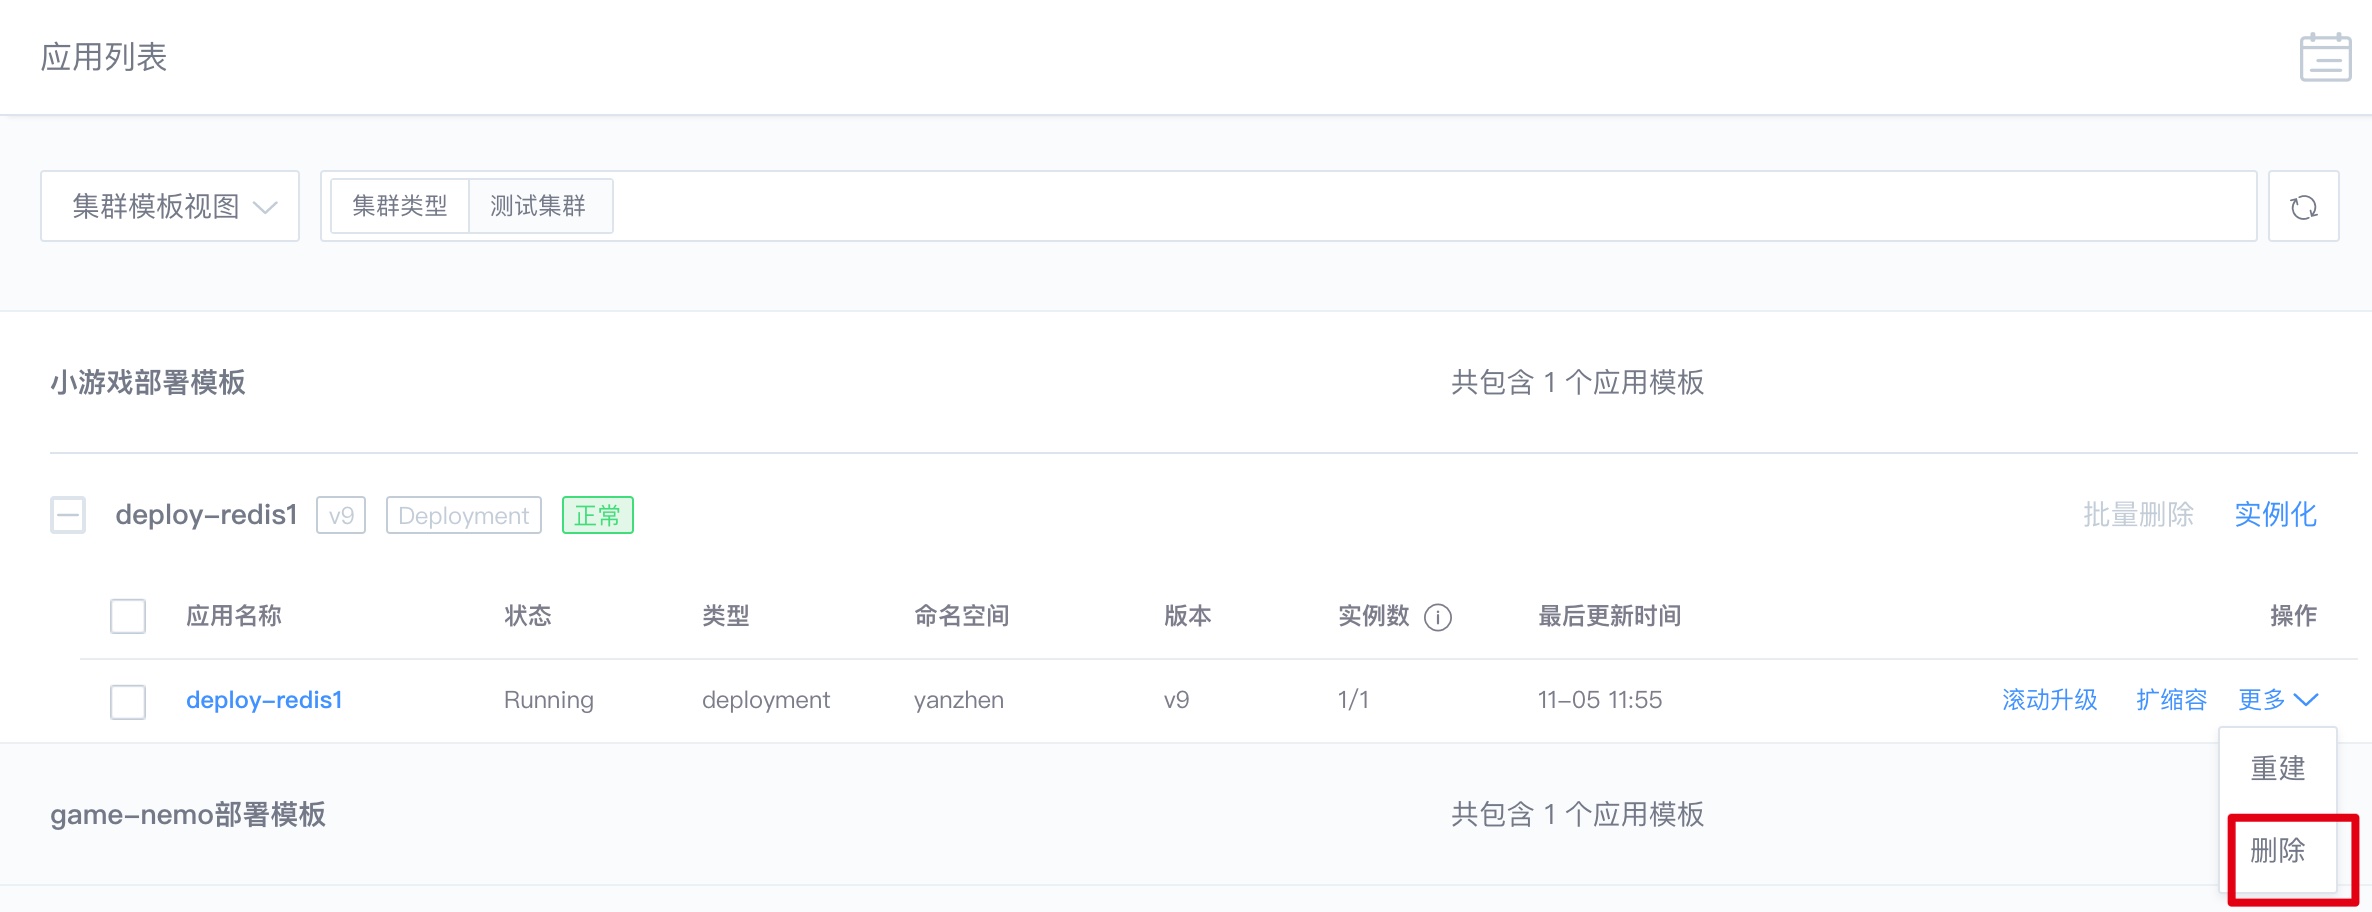 应用列表
集群模板视图 集群类型 测试集群
小游戏部署模板 共包含 1 个应用模板
deploy-redis1 v9 Deployment 正常 批量删除 实例化
应用名称 状态 类型 命名空间 版本 实例数 最后更新时间 操作
deploy-redis1 Running deployment yanzhen v9 1/1 11-05 11:55 滚动升级 扩缩容 更多
重建
game-nemo部署模板 共包含 1 个应用模板
删除